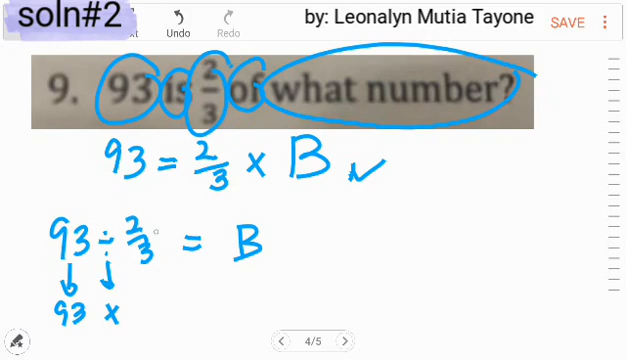 soln#2
by: Leonalyn Mutia Tayone
Undo
Redo
SAVE
9. 93 is 2/3 of what number?
93 = 2/3 × B ✓
93 ÷ 2/3 = B
↓ ↓
93 ×
4/5